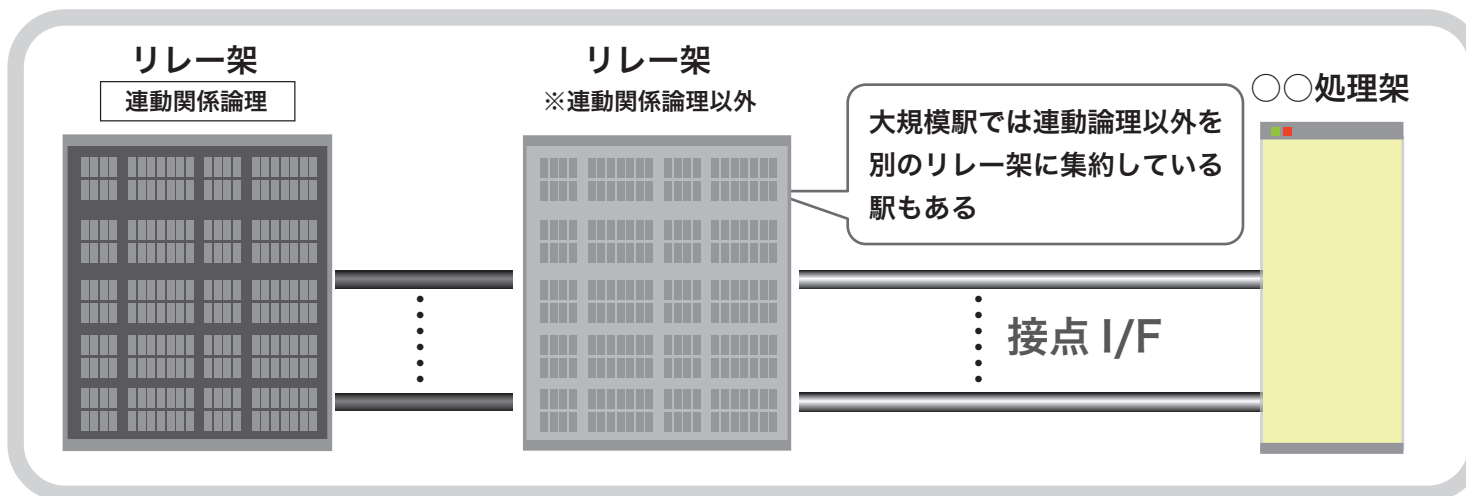 リレー架
連動関係論理
リレー架
※連動関係論理以外
大規模駅では連動論理以外を
別のリレー架に集約している
駅もある
○○処理架
接点 I/F